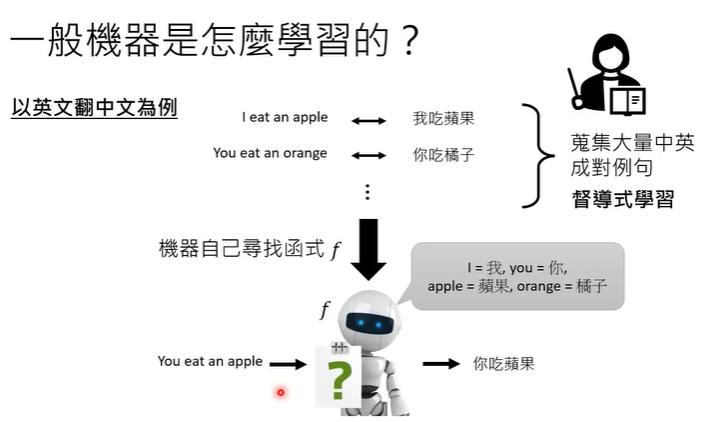 一般機器是怎麼學習的？
以英文翻中文為例
I eat an apple ↔ 我吃蘋果
You eat an orange ↔ 你吃橘子
⋮
蒐集大量中英
成對例句
督導式學習
機器自己尋找函式 f
I = 我, you = 你,
apple = 蘋果, orange = 橘子
f
?
You eat an apple → 你吃蘋果